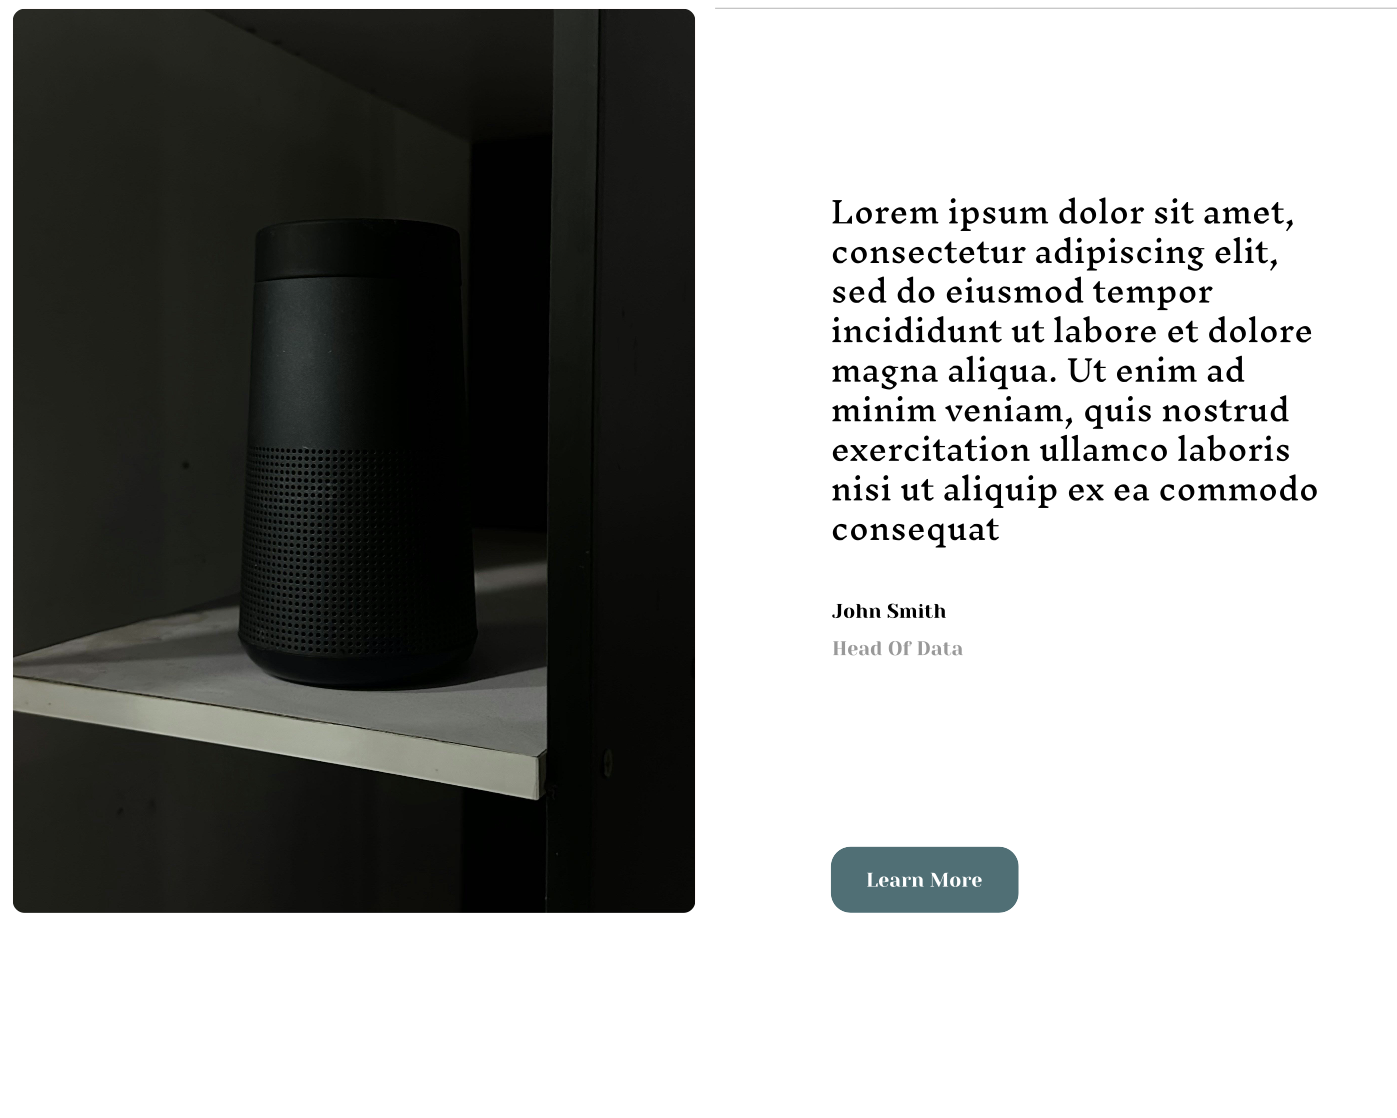 Lorem ipsum dolor sit amet,
consectetur adipiscing elit,
sed do eiusmod tempor
incididunt ut labore et dolore
magna aliqua. Ut enim ad
minim veniam, quis nostrud
exercitation ullamco laboris
nisi ut aliquip ex ea commodo
consequat
John Smith
Head Of Data
Learn More